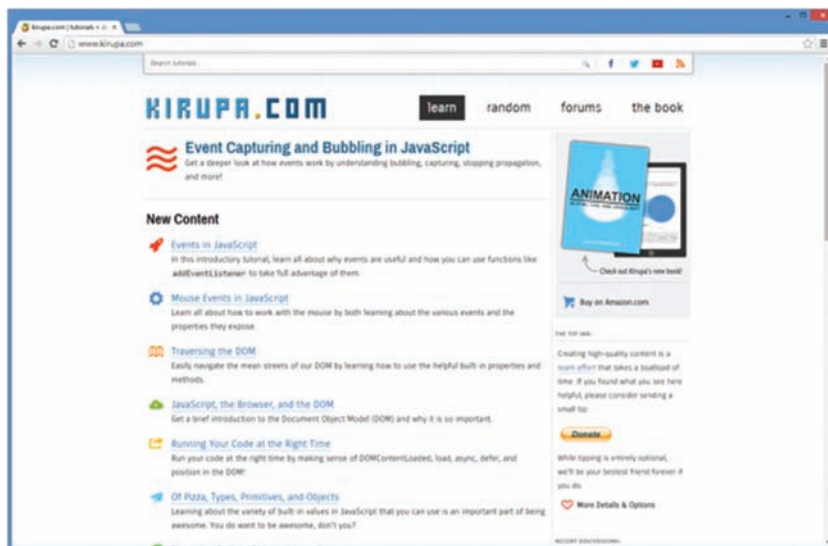 kirupa.com | tutorials +
www.kirupa.com
Search tutorials...
KIRUPA.COM
learn random forums the book
Event Capturing and Bubbling in JavaScript
Get a deeper look at how events work by understanding bubbling, capturing, stopping propagation,
and more!
New Content
Events in JavaScript
In this introductory tutorial, learn all about why events are useful and how you can use functions like
addEventListener to take full advantage of them.
Mouse Events in JavaScript
Learn all about how to work with the mouse by both learning about the various events and the
properties they expose.
Traversing the DOM
Easily navigate the mean streets of our DOM by learning how to use the helpful built-in properties and
methods.
JavaScript, the Browser, and the DOM
Get a brief introduction to the Document Object Model (DOM) and why it is so important.
Running Your Code at the Right Time
Run your code at the right time by making sense of DOMContentLoaded, load, async, defer, and
position in the DOM!
Of Pizza, Types, Primitives, and Objects
Learning about the variety of built-in values in JavaScript that you can use is an important part of being
awesome. You do want to be awesome, don't you?
ANIMATION
Check out Kirupa's new book!
Buy on Amazon.com
THE TIP JAR:
Creating high-quality content is a
team effort that takes a boatload of
time. If you found what you see here
helpful, please consider sending a
small tip:
Donate
While tipping is entirely optional,
we'll be your bestest friend forever if
you do.
More Details & Options
RECENT DISCUSSIONS: